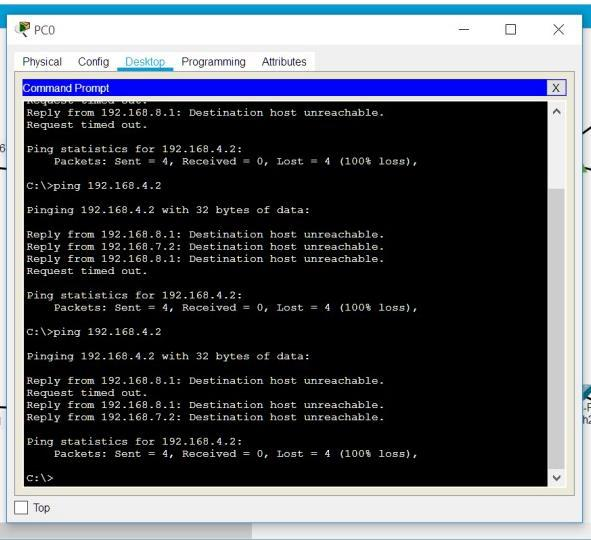 PC0
Physical Config Desktop Programming Attributes
Command Prompt X
Request timed out.
Reply from 192.168.8.1: Destination host unreachable.
Request timed out.
Ping statistics for 192.168.4.2:
Packets: Sent = 4, Received = 0, Lost = 4 (100% loss),
C:\>ping 192.168.4.2
Pinging 192.168.4.2 with 32 bytes of data:
Reply from 192.168.8.1: Destination host unreachable.
Reply from 192.168.7.2: Destination host unreachable.
Reply from 192.168.8.1: Destination host unreachable.
Request timed out.
Ping statistics for 192.168.4.2:
Packets: Sent = 4, Received = 0, Lost = 4 (100% loss),
C:\>ping 192.168.4.2
Pinging 192.168.4.2 with 32 bytes of data:
Reply from 192.168.8.1: Destination host unreachable.
Request timed out.
Reply from 192.168.8.1: Destination host unreachable.
Reply from 192.168.7.2: Destination host unreachable.
Ping statistics for 192.168.4.2:
Packets: Sent = 4, Received = 0, Lost = 4 (100% loss),
C:\>
Top